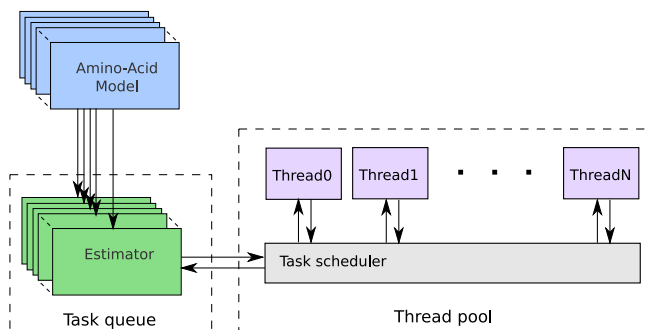 Amino-Acid
Model
Thread0
Thread1
ThreadN
Estimator
Task scheduler
Task queue
Thread pool